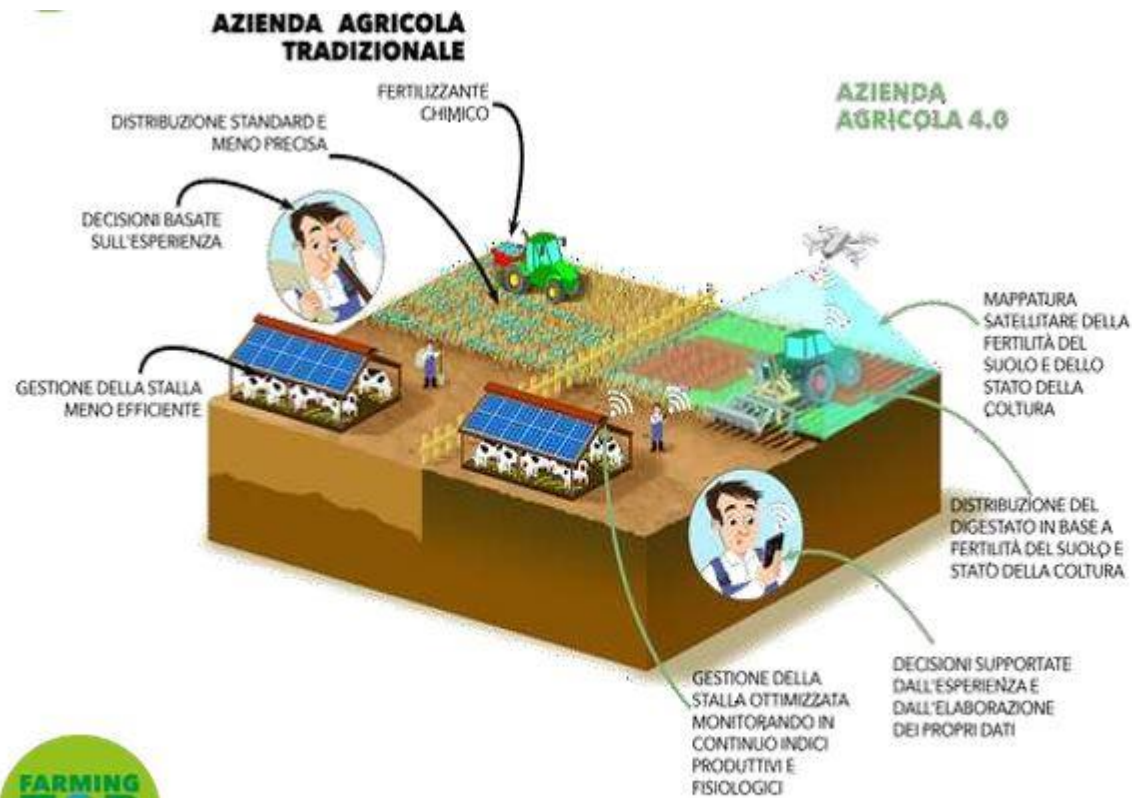 AZIENDA AGRICOLA
TRADIZIONALE
FERTILIZZANTE
CHIMICO
DISTRIBUZIONE STANDARD E
MENO PRECISA
DECISIONI BASATE
SULL'ESPERIENZA
GESTIONE DELLA STALLA
MENO EFFICIENTE
AZIENDA
AGRICOLA 4.0
MAPPATURA
SATELLITARE DELLA
FERTILITÀ DEL
SUOLO E DELLO
STATO DELLA
COLTURA
DISTRIBUZIONE DEL
DIGESTATO IN BASE A
FERTILITÀ DEL SUOLO E
STATO DELLA COLTURA
DECISIONI SUPPORTATE
DALL'ESPERIENZA E
DALL'ELABORAZIONE
DEI PROPRI DATI
GESTIONE DELLA
STALLA OTTIMIZZATA
MONITORANDO IN
CONTINUO INDICI
PRODUTTIVI E
FISIOLOGICI
FARMING